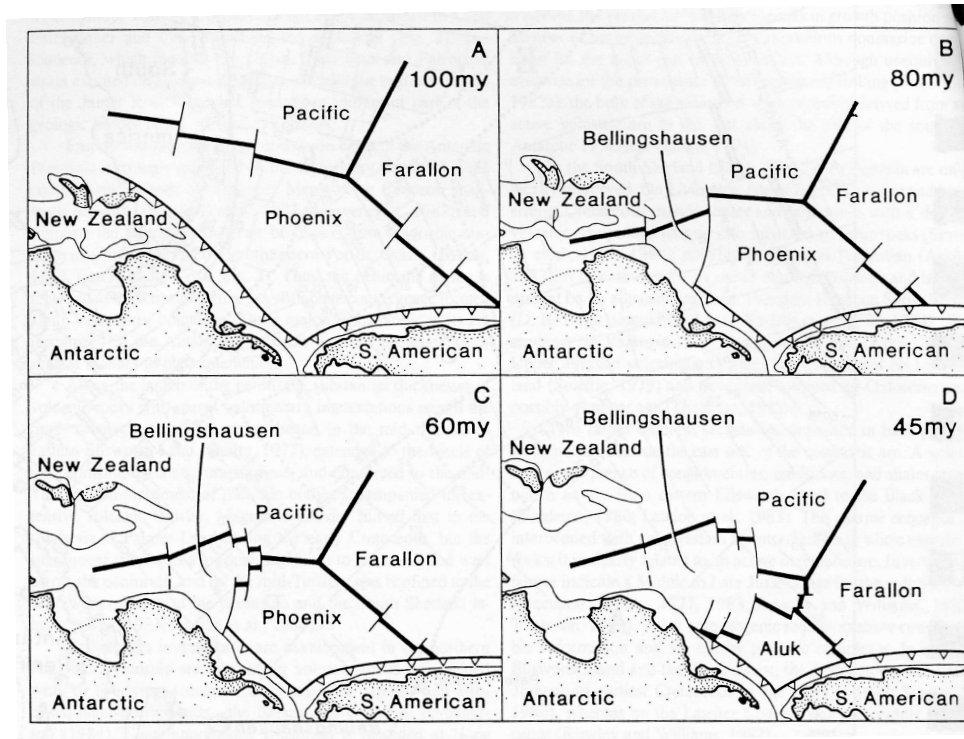 A
100my
Pacific
Farallon
New Zealand
Phoenix
Antarctic
S. American
B
80my
Bellingshausen
Pacific
New Zealand
Farallon
Phoenix
Antarctic
S. American
C
60my
Bellingshausen
New Zealand
Pacific
Farallon
Phoenix
Antarctic
S. American
D
45my
Bellingshausen
New Zealand
Pacific
Farallon
Aluk
Antarctic
S. American